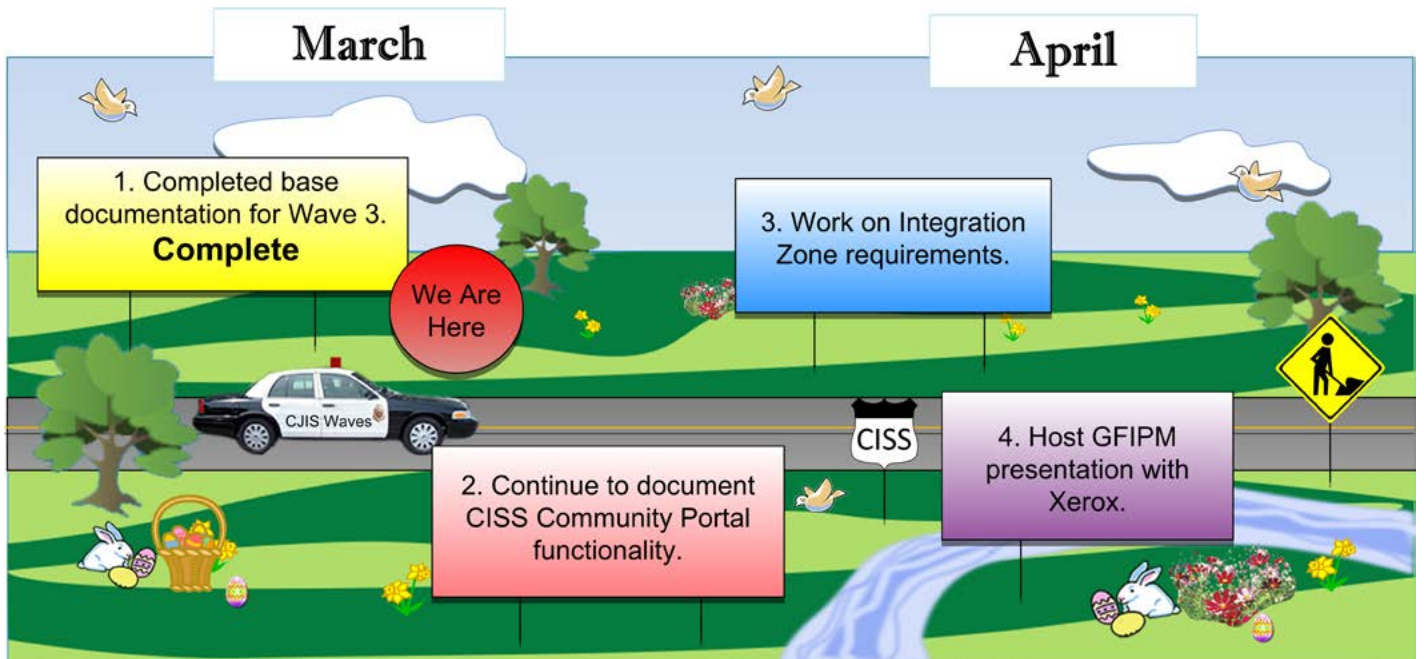 March
April
1. Completed base
documentation for Wave 3.
Complete
We Are
Here
CJIS Waves
2. Continue to document
CISS Community Portal
functionality.
3. Work on Integration
Zone requirements.
CISS
4. Host GFIPM
presentation with
Xerox.